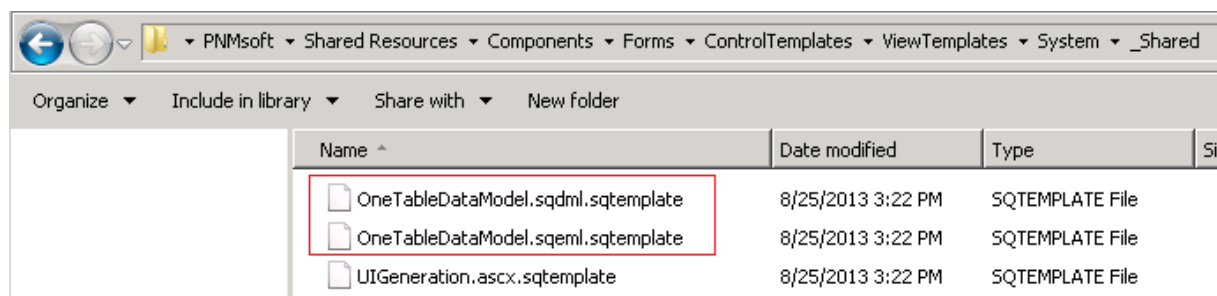 PNMsoft Shared Resources Components Forms ControlTemplates ViewTemplates System _Shared
Organize Include in library Share with New folder
Name Date modified Type Si
OneTableDataModel.sqdml.sqtemplate 8/25/2013 3:22 PM SQTEMPLATE File
OneTableDataModel.sqeml.sqtemplate 8/25/2013 3:22 PM SQTEMPLATE File
UIGeneration.ascx.sqtemplate 8/25/2013 3:22 PM SQTEMPLATE File